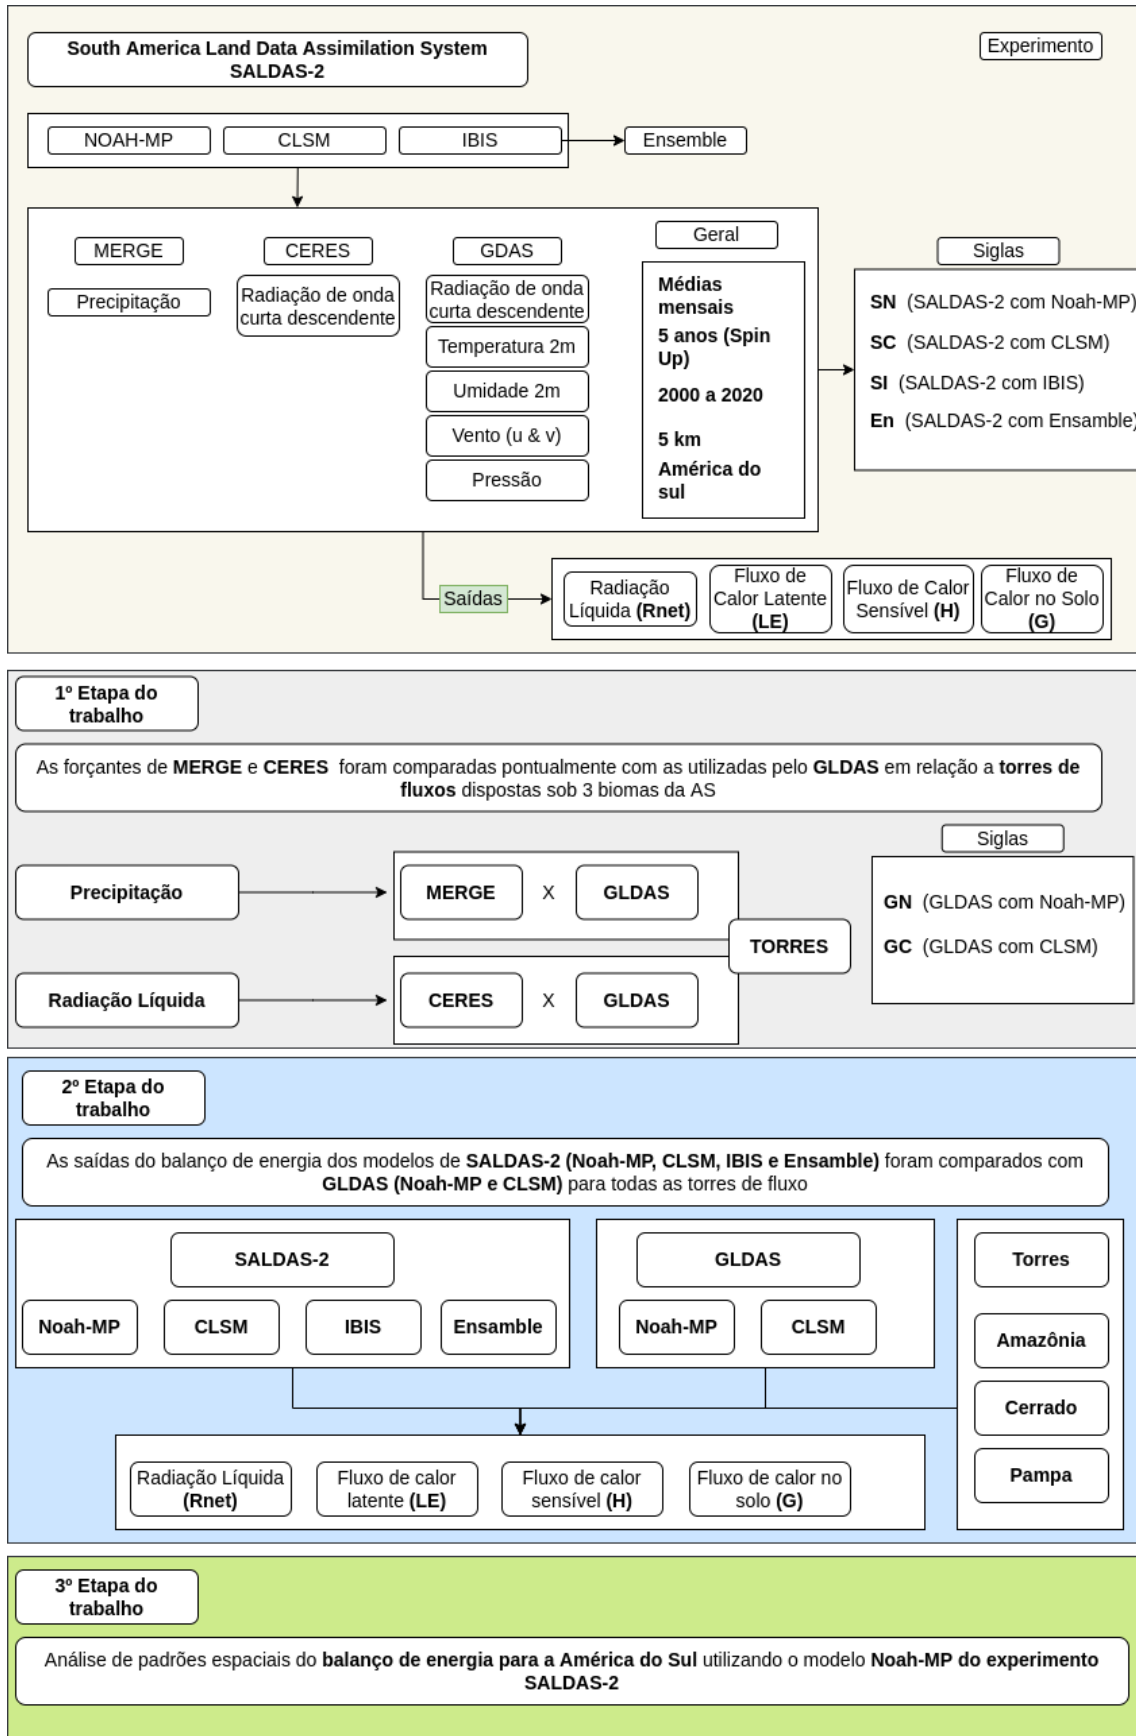 South America Land Data Assimilation System
SALDAS-2
Experimento
NOAH-MP
CLSM
IBIS
Ensemble
MERGE
Precipitação
CERES
Radiação de onda
curta descendente
GDAS
Radiação de onda
curta descendente
Temperatura 2m
Umidade 2m
Vento (u & v)
Pressão
Geral
Médias
mensais
5 anos (Spin
Up)
2000 a 2020
5 km
América do
sul
Siglas
SN (SALDAS-2 com Noah-MP)
SC (SALDAS-2 com CLSM)
SI (SALDAS-2 com IBIS)
En (SALDAS-2 com Ensamble)
Saídas
Radiação
Líquida (Rnet)
Fluxo de
Calor Latente
(LE)
Fluxo de Calor
Sensível (H)
Fluxo de
Calor no Solo
(G)
1º Etapa do
trabalho
As forçantes de MERGE e CERES foram comparadas pontualmente com as utilizadas pelo GLDAS em relação a torres de
fluxos dispostas sob 3 biomas da AS
Siglas
GN (GLDAS com Noah-MP)
GC (GLDAS com CLSM)
Precipitação
MERGE
X
GLDAS
TORRES
Radiação Líquida
CERES
X
GLDAS
2º Etapa do
trabalho
As saídas do balanço de energia dos modelos de SALDAS-2 (Noah-MP, CLSM, IBIS e Ensamble) foram comparados com
GLDAS (Noah-MP e CLSM) para todas as torres de fluxo
SALDAS-2
Noah-MP
CLSM
IBIS
Ensamble
GLDAS
Noah-MP
CLSM
Torres
Amazônia
Cerrado
Pampa
Radiação Líquida
(Rnet)
Fluxo de calor
latente (LE)
Fluxo de calor
sensível (H)
Fluxo de calor no
solo (G)
3º Etapa do
trabalho
Análise de padrões espaciais do balanço de energia para a América do Sul utilizando o modelo Noah-MP do experimento
SALDAS-2